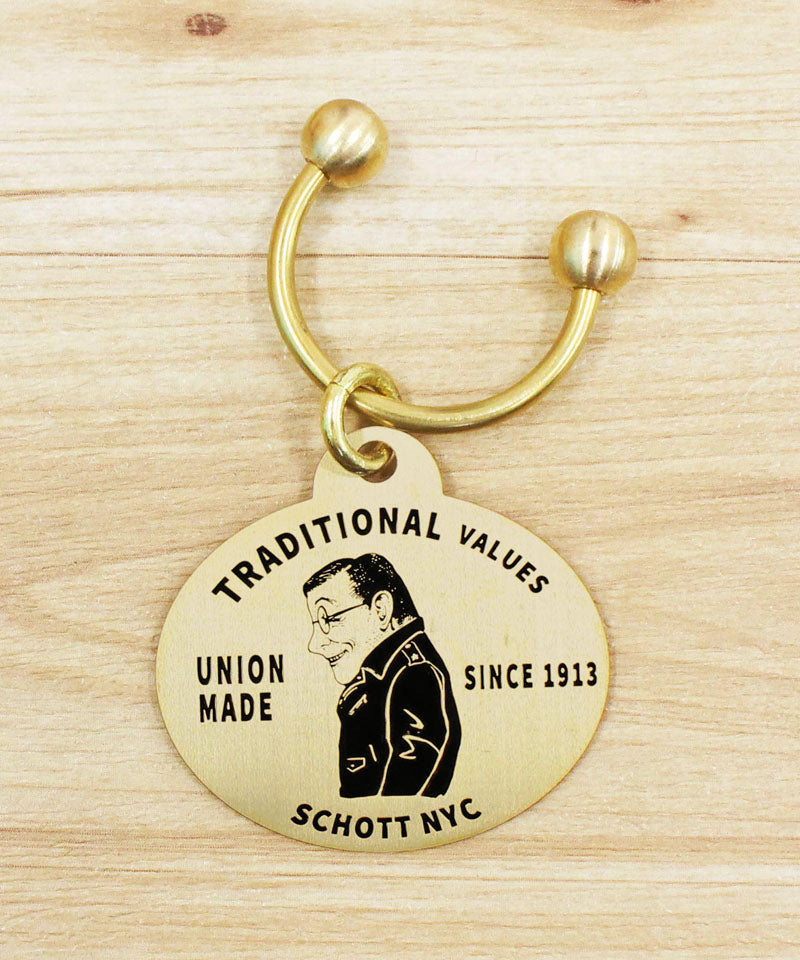 TRADITIONAL VALUES
UNION
MADE
SINCE 1913
SCHOTT NYC